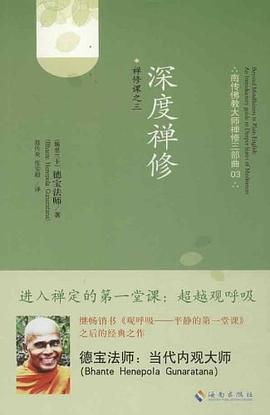 Beyond Mindfulness in Plain English
An Introductory guide to Deeper States of Meditation
∴南传佛教大师禅修三部曲 03∴
禅修课之三
深度禅修
德宝法师
(Bhante Henepola Gunaratana)
著
译
进入禅定的第一堂课：超越观呼吸
继畅销书《观呼吸——平静的第一堂课》
之后的经典之作
德宝法师：当代内观大师
(Bhante Henepola Gunaratana)
海南出版社